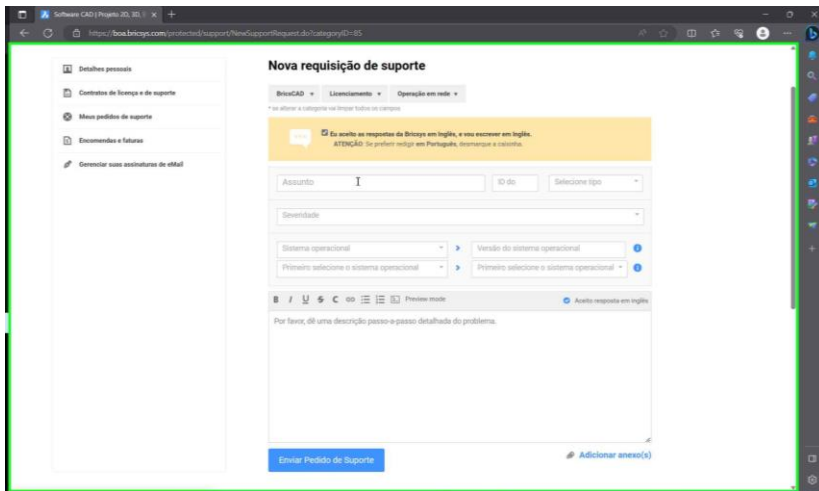 Software CAD | Projeto 2D, 3D, I
https://boa.bricsys.com/protected/support/NewSupportRequest.do?categoryID=85
Detalhes pessoais
Contratos de licença e de suporte
Meus pedidos de suporte
Encomendas e faturas
Gerenciar suas assinaturas de eMail
Nova requisição de suporte
BricsCAD Licenciamento Operação em rede
* se alterar a categoria vai limpar todos os campos
Eu aceito as respostas da Bricsys em inglês, e vou escrever em inglês.
ATENÇÃO: Se preferir redigir em Português, desmarque a caixinha.
Assunto ID do Selecione tipo
Severidade
Sistema operacional Versão do sistema operacional
Primeiro selecione o sistema operacional Primeiro selecione o sistema operacional
B I U S C Preview mode Aceito resposta em inglês
Por favor, dê uma descrição passo-a-passo detalhada do problema.
Enviar Pedido de Suporte Adicionar anexo(s)